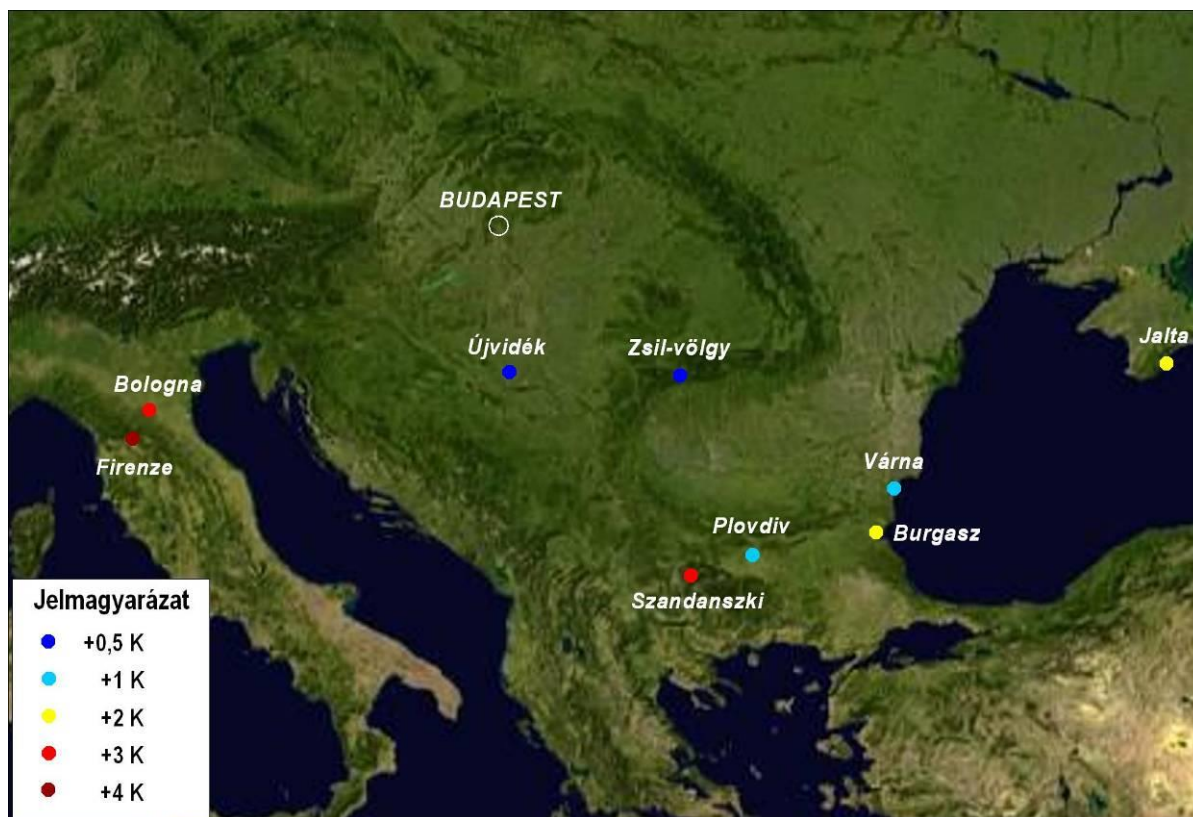 BUDAPEST
Újvidék
Zsil-völgy
Jalta
Bologna
Firenze
Várna
Burgasz
Plovdiv
Szandanszki
Jelmagyarázat
+0,5 K
+1 K
+2 K
+3 K
+4 K